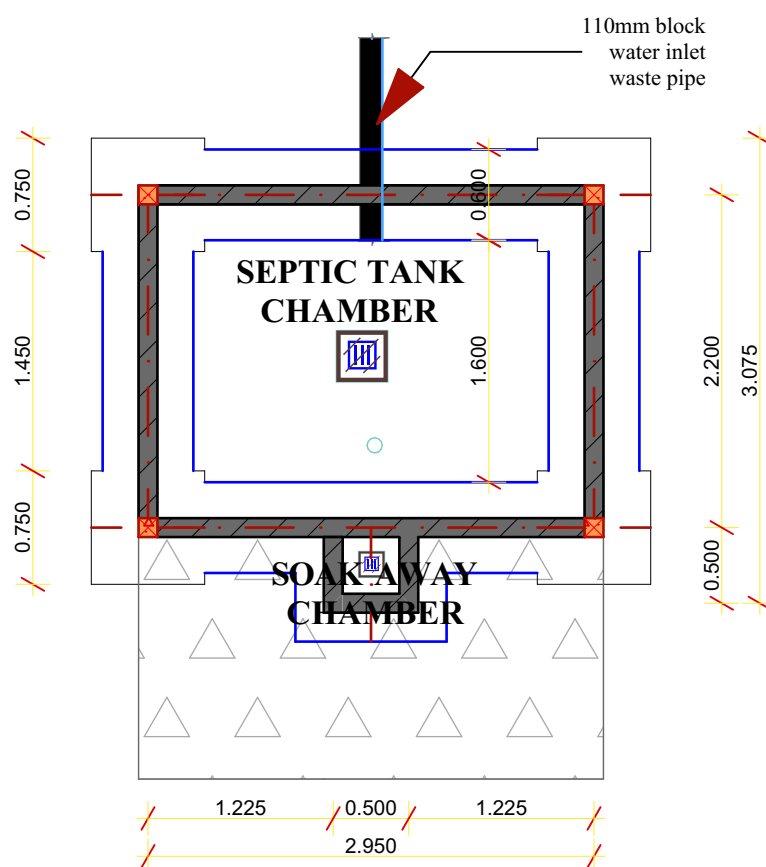 110mm block
water inlet
waste pipe
0.750
0.600
SEPTIC TANK
CHAMBER
1.450
1.600
2.200
3.075
0.750
0.500
SOAK AWAY
CHAMBER
1.225
0.500
1.225
2.950